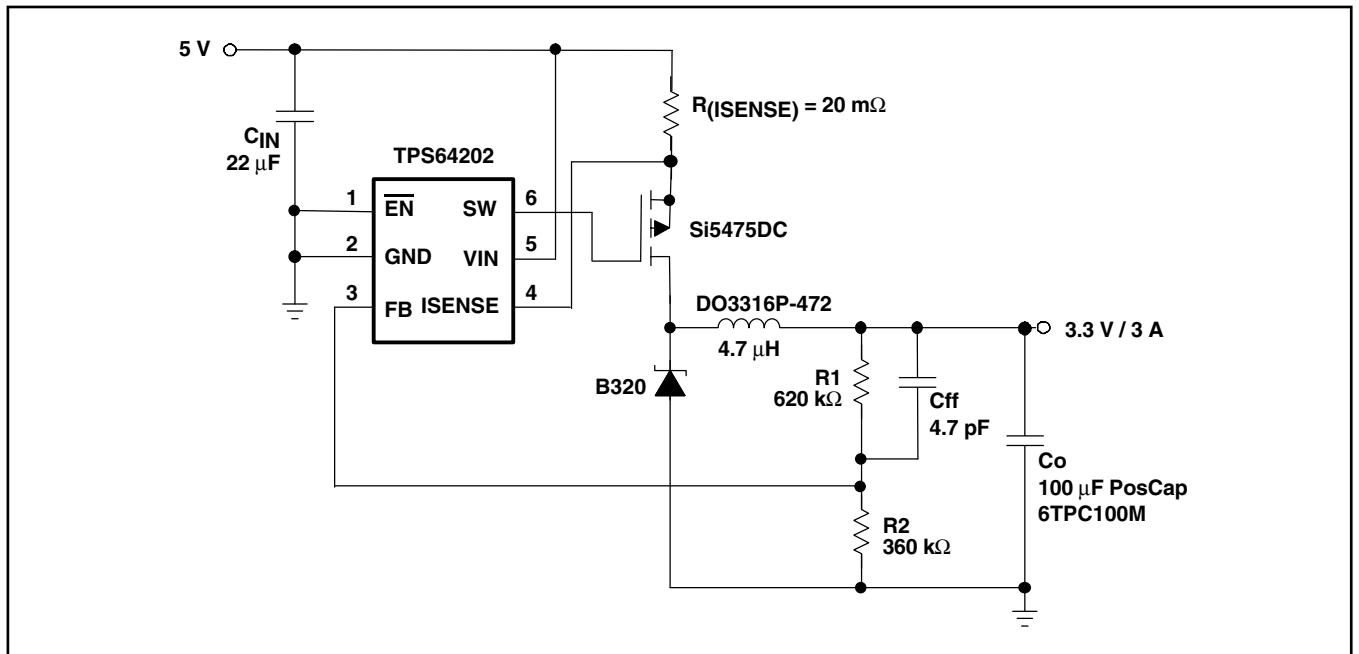 5 V
R(ISENSE) = 20 mΩ
CIN
22 μF
TPS64202
1
EN
SW
6
Si5475DC
2
GND
VIN
5
3
FB
ISENSE
4
DO3316P-472
4.7 μH
3.3 V / 3 A
B320
R1
620 kΩ
Cff
4.7 pF
Co
100 μF PosCap
6TPC100M
R2
360 kΩ